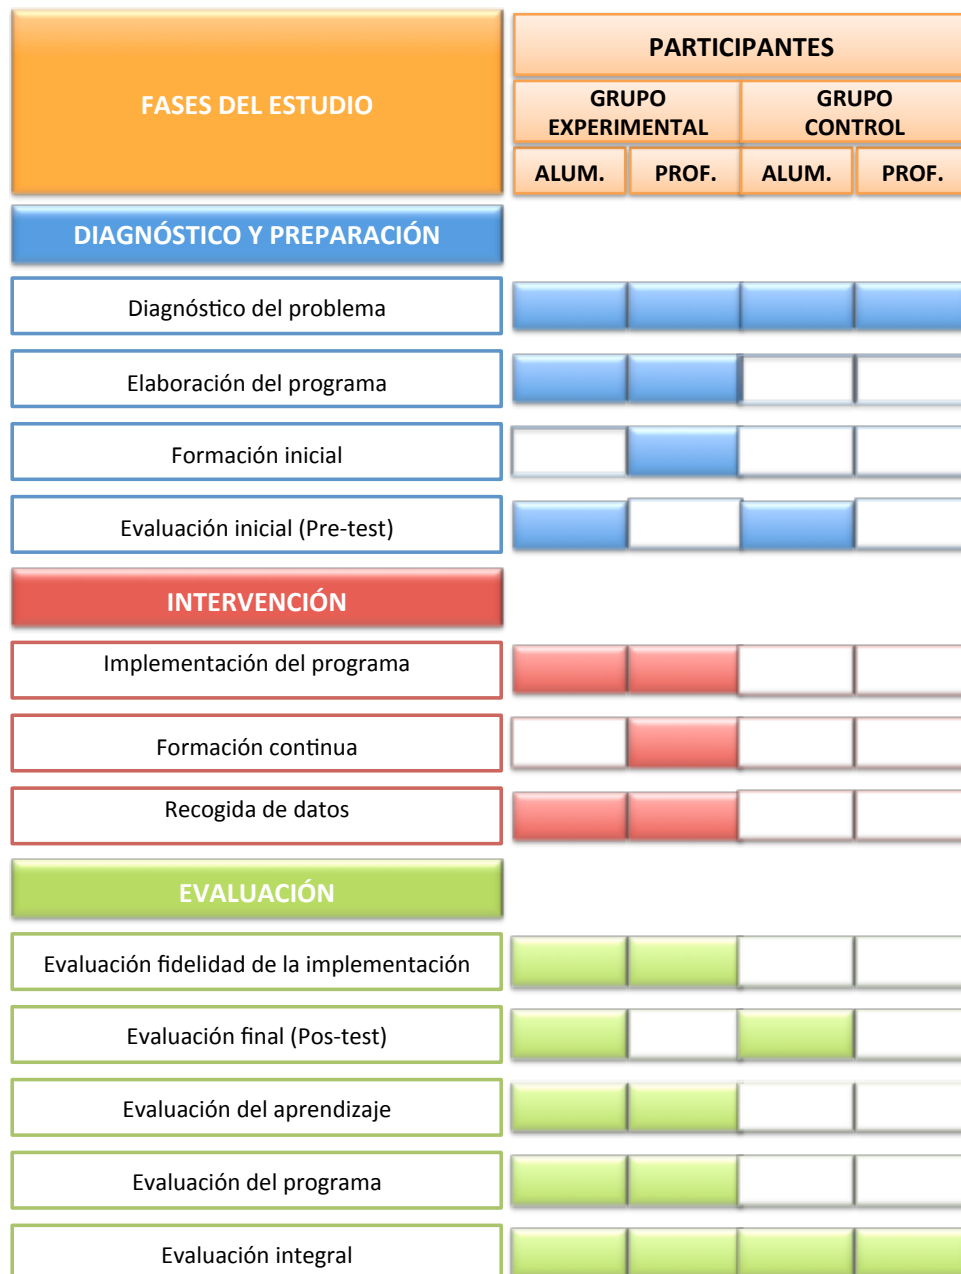 FASES DEL ESTUDIO
PARTICIPANTES
GRUPO
EXPERIMENTAL
GRUPO
CONTROL
ALUM.
PROF.
ALUM.
PROF.
DIAGNÓSTICO Y PREPARACIÓN
Diagnóstico del problema
Elaboración del programa
Formación inicial
Evaluación inicial (Pre-test)
INTERVENCIÓN
Implementación del programa
Formación continua
Recogida de datos
EVALUACIÓN
Evaluación fidelidad de la implementación
Evaluación final (Pos-test)
Evaluación del aprendizaje
Evaluación del programa
Evaluación integral